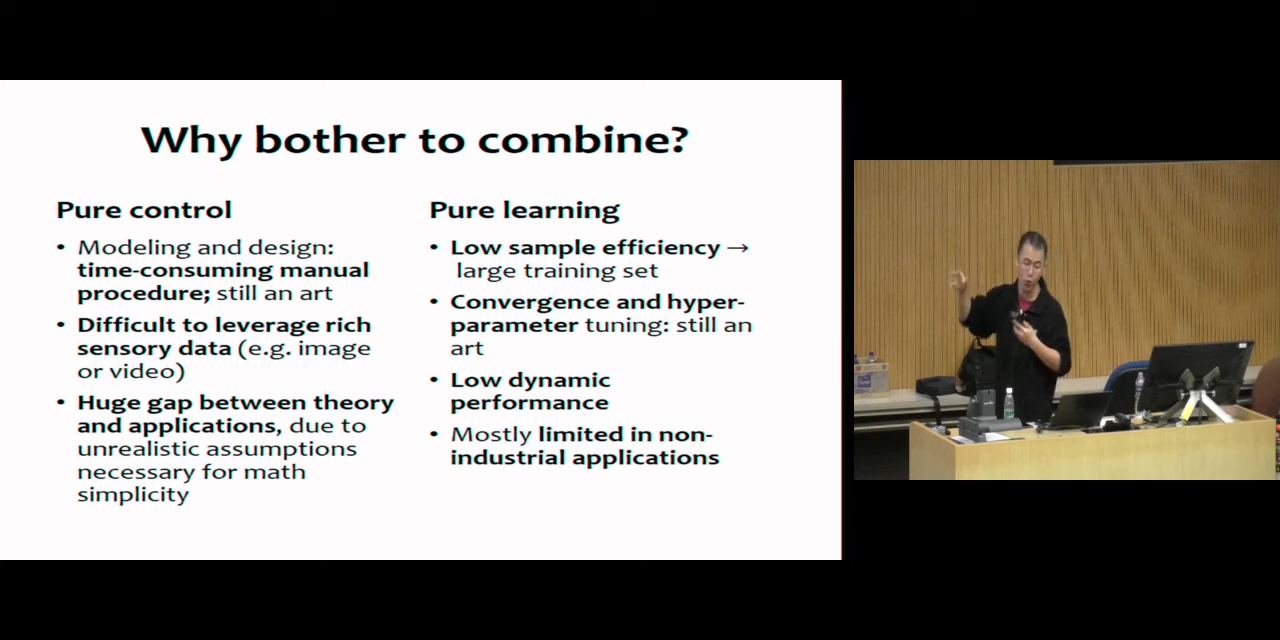 Why bother to combine?
Pure control
• Modeling and design:
time-consuming manual
procedure; still an art
• Difficult to leverage rich
sensory data (e.g. image
or video)
• Huge gap between theory
and applications, due to
unrealistic assumptions
necessary for math
simplicity
Pure learning
• Low sample efficiency →
large training set
• Convergence and hyper-
parameter tuning: still an
art
• Low dynamic
performance
• Mostly limited in non-
industrial applications